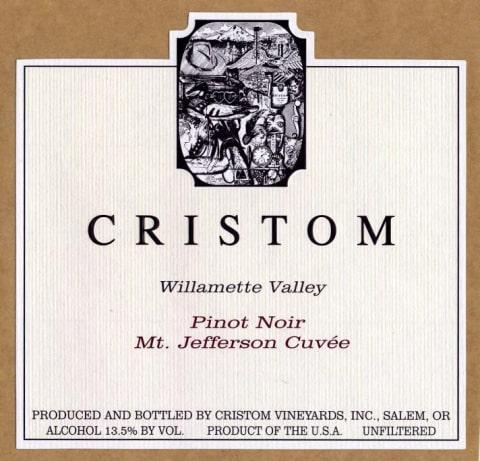 CRISTOM
Willamette Valley
Pinot Noir
Mt. Jefferson Cuvée
PRODUCED AND BOTTLED BY CRISTOM VINEYARDS, INC., SALEM, OR
ALCOHOL 13.5% BY VOL. PRODUCT OF THE U.S.A. UNFILTERED